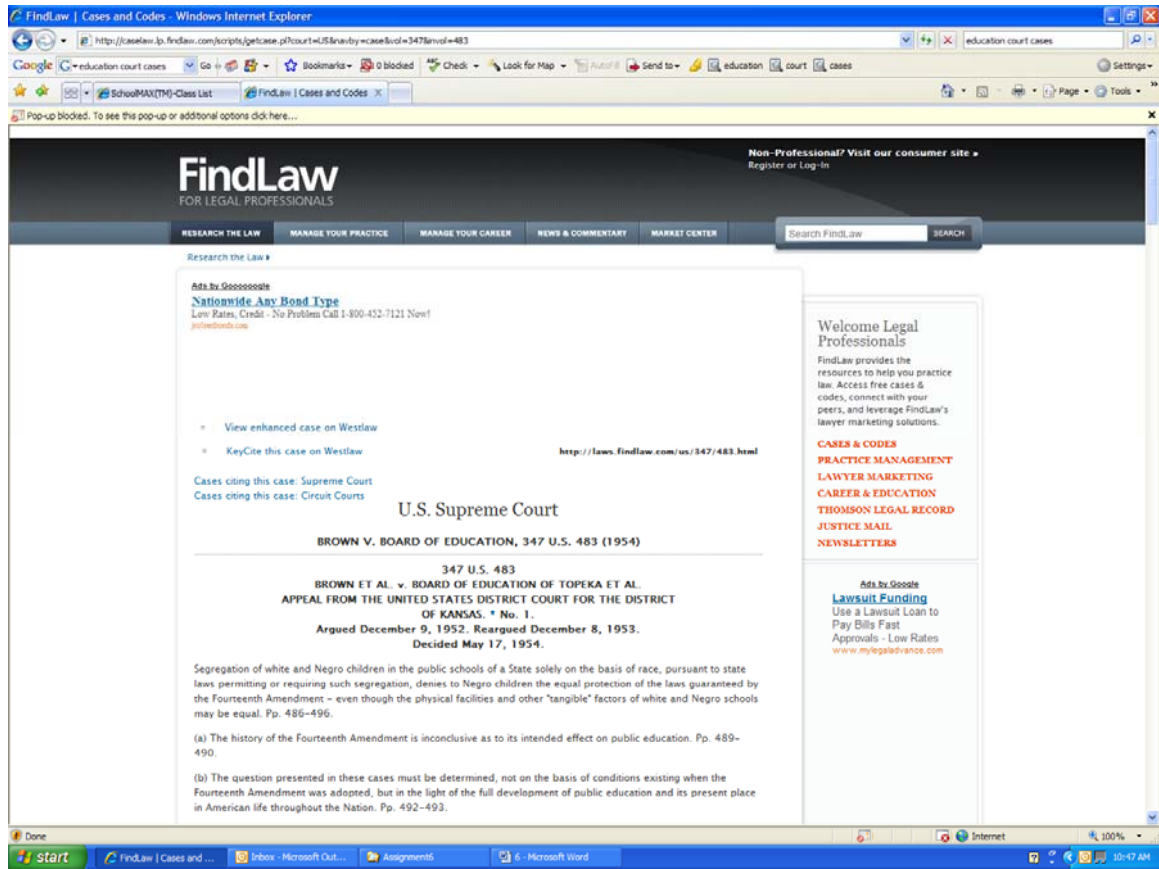 FindLaw | Cases and Codes - Windows Internet Explorer
http://caselaw.lp.findlaw.com/scripts/getcase.pl?court=US&navby=case&vol=347&invol=483
education court cases
Google
education court cases
Go
Bookmarks
0 blocked
Check
Look for Map
AutoFill
Send to
education
court
cases
Settings
SchoolMAX(TM)-Class List
FindLaw | Cases and Codes
Page
Tools
Pop-up blocked. To see this pop-up or additional options click here...
FindLaw
FOR LEGAL PROFESSIONALS
Non-Professional? Visit our consumer site »
Register or Log-In
RESEARCH THE LAW
MANAGE YOUR PRACTICE
MANAGE YOUR CAREER
NEWS & COMMENTARY
MARKET CENTER
Search FindLaw
SEARCH
Research the Law
Ads by Goooooogle
Nationwide Any Bond Type
Low Rates, Credit - No Problem Call 1-800-452-7121 Now!
View enhanced case on Westlaw
KeyCite this case on Westlaw
http://laws.findlaw.com/us/347/483.html
Cases citing this case: Supreme Court
Cases citing this case: Circuit Courts
U.S. Supreme Court
BROWN V. BOARD OF EDUCATION, 347 U.S. 483 (1954)
347 U.S. 483
BROWN ET AL. v. BOARD OF EDUCATION OF TOPEKA ET AL.
APPEAL FROM THE UNITED STATES DISTRICT COURT FOR THE DISTRICT
OF KANSAS. * No. 1.
Argued December 9, 1952. Reargued December 8, 1953.
Decided May 17, 1954.
Segregation of white and Negro children in the public schools of a State solely on the basis of race, pursuant to state
laws permitting or requiring such segregation, denies to Negro children the equal protection of the laws guaranteed by
the Fourteenth Amendment - even though the physical facilities and other "tangible" factors of white and Negro schools
may be equal. Pp. 486-496.
(a) The history of the Fourteenth Amendment is inconclusive as to its intended effect on public education. Pp. 489-
490.
(b) The question presented in these cases must be determined, not on the basis of conditions existing when the
Fourteenth Amendment was adopted, but in the light of the full development of public education and its present place
in American life throughout the Nation. Pp. 492-493.
Welcome Legal
Professionals
FindLaw provides the
resources to help you practice
law. Access free cases &
codes, connect with your
peers, and leverage FindLaw's
lawyer marketing solutions.
CASES & CODES
PRACTICE MANAGEMENT
LAWYER MARKETING
CAREER & EDUCATION
THOMSON LEGAL RECORD
JUSTICE MAIL
NEWSLETTERS
Ads by Google
Lawsuit Funding
Use a Lawsuit Loan to
Pay Bills Fast
Approvals - Low Rates
www.mylegaladvance.com
Done
Internet
100%
start
FindLaw | Cases and ...
Inbox - Microsoft Out...
Assignment6
6 - Microsoft Word
10:47 AM